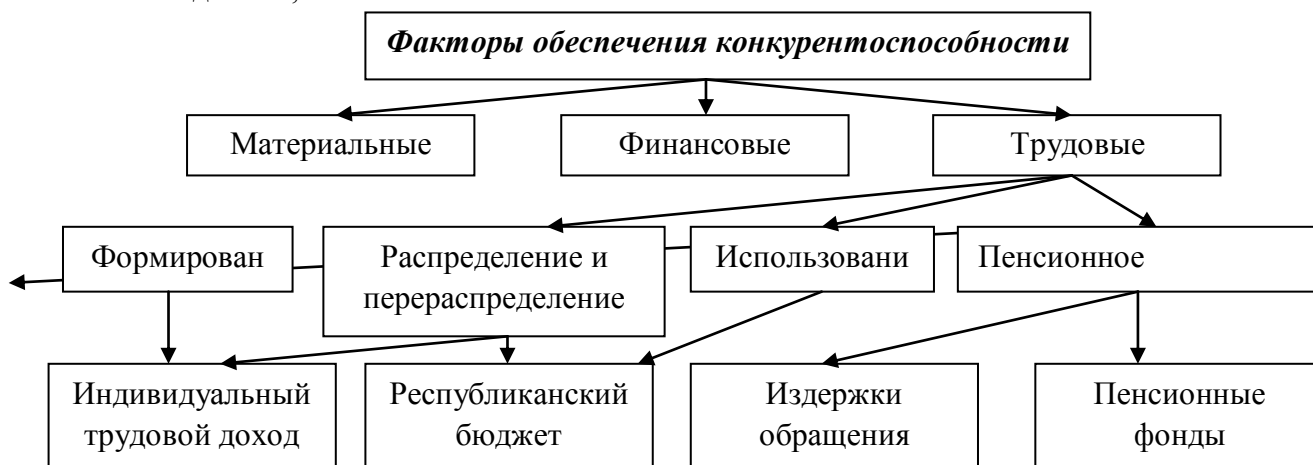 Факторы обеспечения конкурентоспособности
Материальные
Финансовые
Трудовые
Формирован
Распределение и
перераспределение
Использовани
Пенсионное
Индивидуальный
трудовой доход
Республиканский
бюджет
Издержки
обращения
Пенсионные
фонды